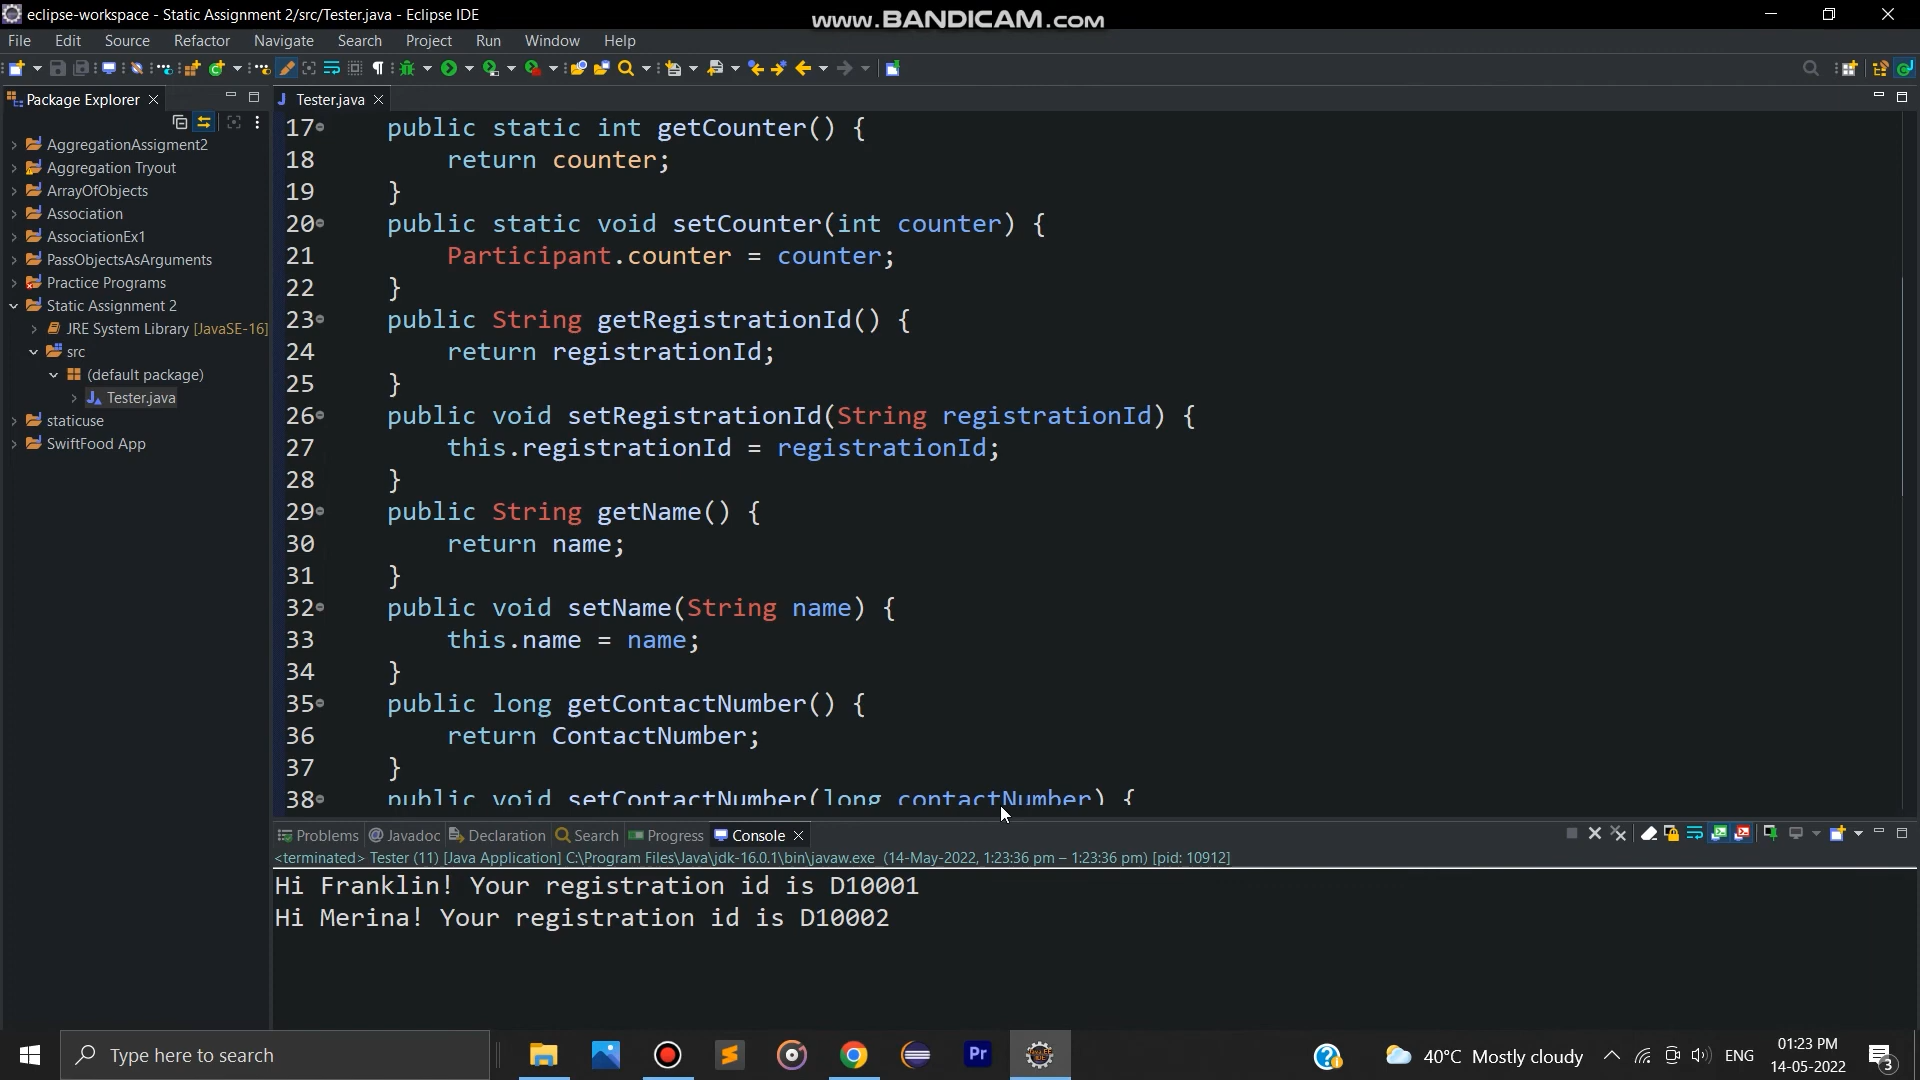 eclipse-workspace - Static Assignment 2/src/Tester.java - Eclipse IDE
www.BANDICAM.com
File Edit Source Refactor Navigate Search Project Run Window Help
Package Explorer
Tester.java
AggregationAssigment2
Aggregation Tryout
ArrayOfObjects
Association
AssociationEx1
PassObjectsAsArguments
Practice Programs
Static Assignment 2
JRE System Library [JavaSE-16]
src
(default package)
Tester.java
staticuse
SwiftFood App
17 public static int getCounter() {
18 return counter;
19 }
20 public static void setCounter(int counter) {
21 Participant.counter = counter;
22 }
23 public String getRegistrationId() {
24 return registrationId;
25 }
26 public void setRegistrationId(String registrationId) {
27 this.registrationId = registrationId;
28 }
29 public String getName() {
30 return name;
31 }
32 public void setName(String name) {
33 this.name = name;
34 }
35 public long getContactNumber() {
36 return ContactNumber;
37 }
38 public void setContactNumber(long contactNumber) {
Problems Javadoc Declaration Search Progress Console
<terminated> Tester (11) [Java Application] C:\Program Files\Java\jdk-16.0.1\bin\javaw.exe (14-May-2022, 1:23:36 pm – 1:23:36 pm) [pid: 10912]
Hi Franklin! Your registration id is D10001
Hi Merina! Your registration id is D10002
Type here to search
Pr
40°C Mostly cloudy
ENG
01:23 PM
14-05-2022
3